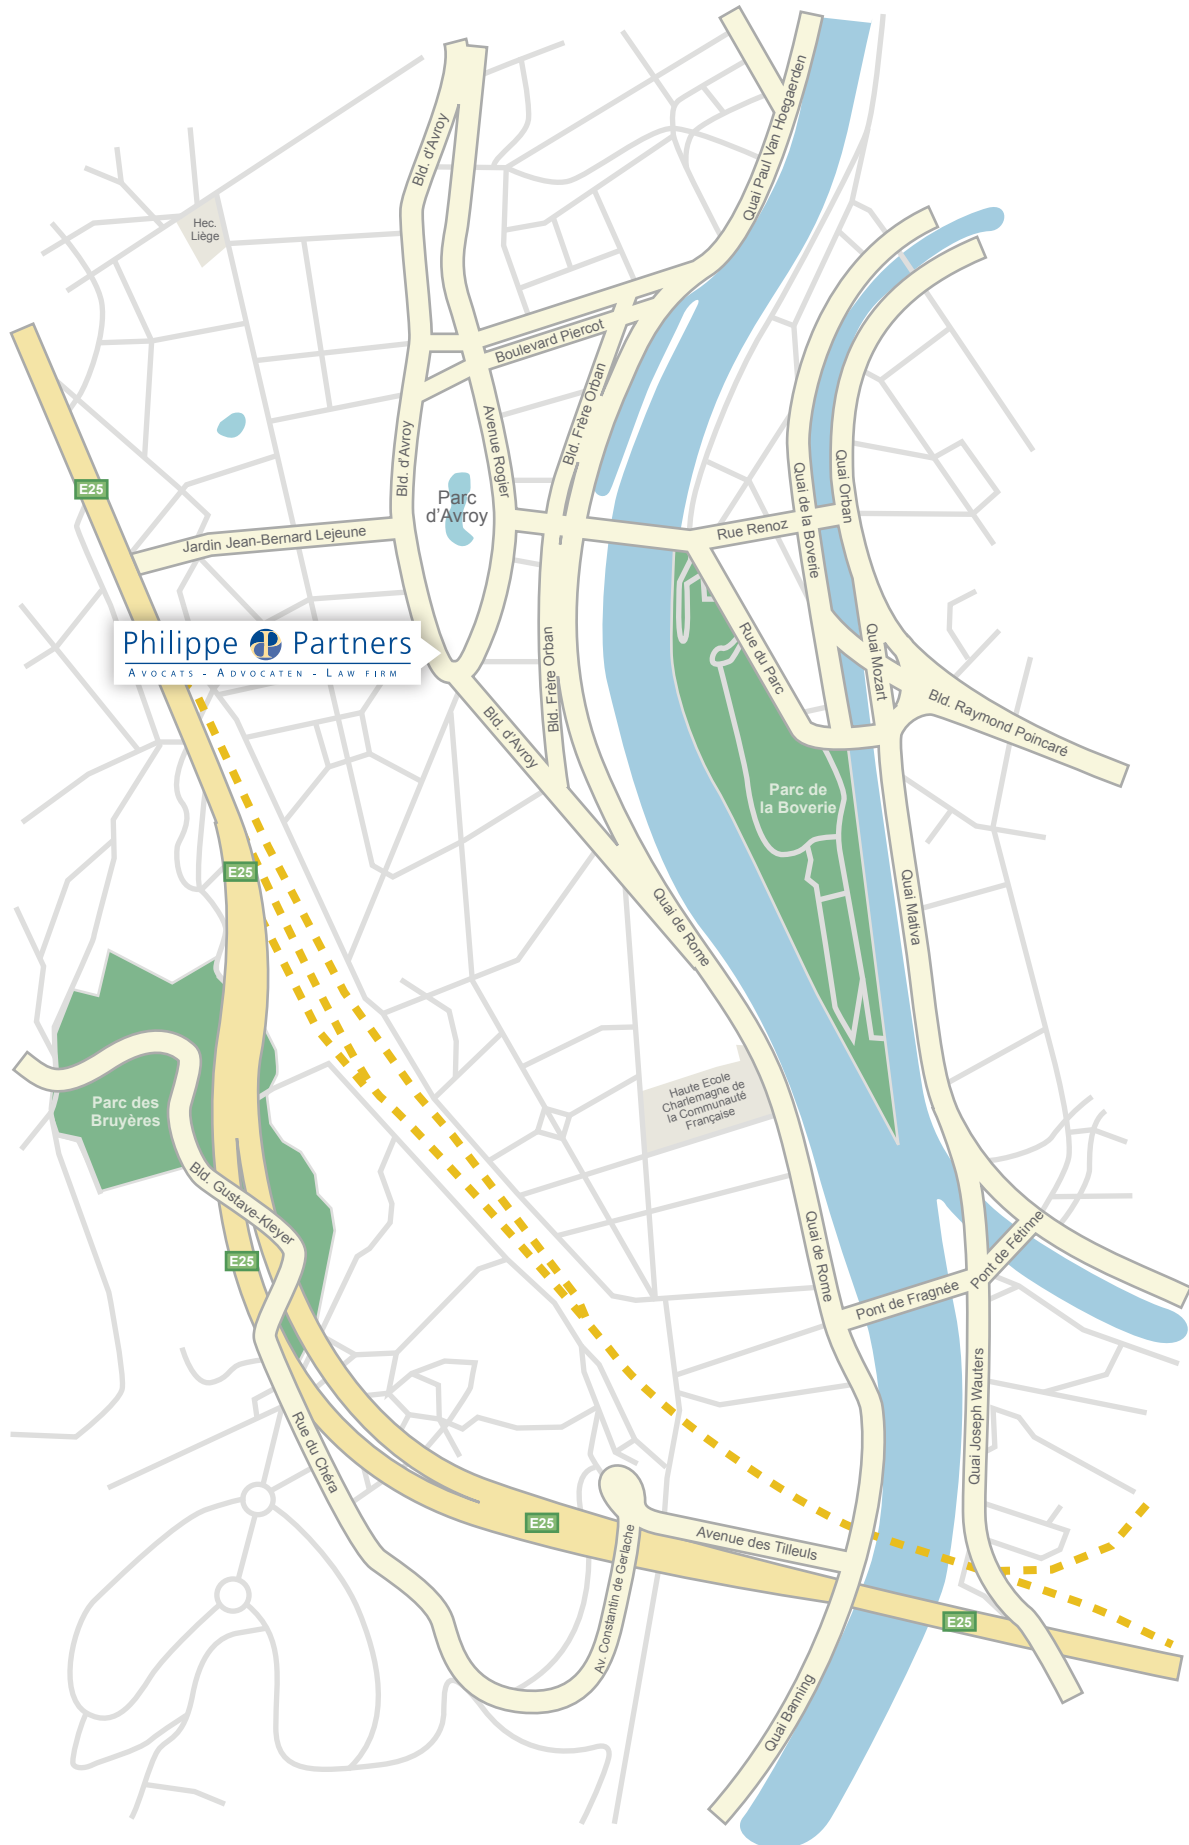 Quai Paul Van Hoegaerden
Bld. d'Avroy
Hec.
Liège
Boulevard Piercot
Bld. Frère Orban
Avenue Rogier
Bld. d'Avroy
E25
Parc
d'Avroy
Quai de la Boverie
Quai Orban
Rue Renoz
Jardin Jean-Bernard Lejeune
Philippe Partners
Avocats - Advocaten - Law firm
Bld. Frère Orban
Rue du Parc
Quai Mozart
Bld. Raymond Poincaré
Bld. d'Avroy
Parc de
la Boverie
E25
Quai de Rome
Quai Mativa
Parc des
Bruyères
Haute Ecole
Charlemagne de
la Communauté
Française
Bld. Gustave-Kleyer
E25
Quai de Rome
Pont de Fragnée
Pont de Fétinne
Quai Joseph Wauters
Rue du Chéra
E25
Avenue des Tilleuls
Av. Constantin de Gerlache
E25
Quai Banning